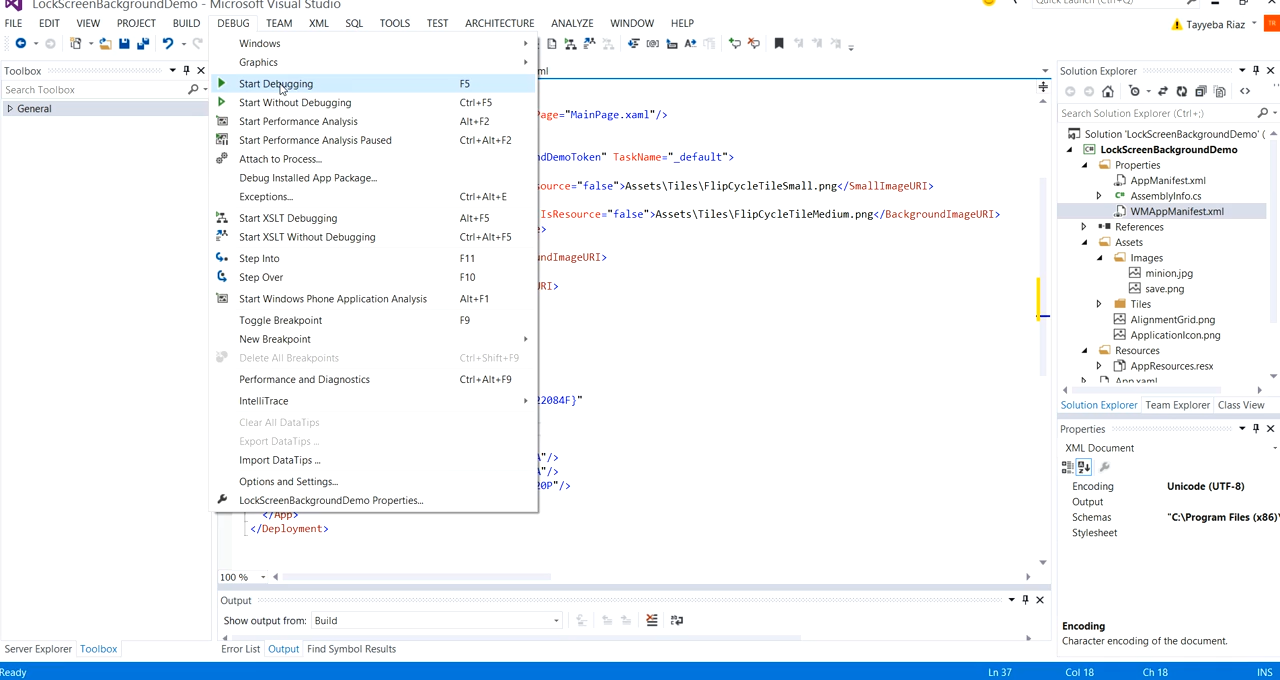 LockScreenBackgroundDemo - Microsoft Visual Studio
Quick Launch (Ctrl+Q)
FILE EDIT VIEW PROJECT BUILD DEBUG TEAM XML SQL TOOLS TEST ARCHITECTURE ANALYZE WINDOW HELP
Tayyeba Riaz
TR
Toolbox
Search Toolbox
General
Windows
Graphics
Start Debugging F5
Start Without Debugging Ctrl+F5
Start Performance Analysis Alt+F2
Start Performance Analysis Paused Ctrl+Alt+F2
Attach to Process...
Debug Installed App Package...
Exceptions... Ctrl+Alt+E
Start XSLT Debugging Alt+F5
Start XSLT Without Debugging Ctrl+Alt+F5
Step Into F11
Step Over F10
Start Windows Phone Application Analysis Alt+F1
Toggle Breakpoint F9
New Breakpoint
Delete All Breakpoints Ctrl+Shift+F9
Performance and Diagnostics Ctrl+Alt+F9
IntelliTrace
Clear All DataTips
Export DataTips ...
Import DataTips ...
Options and Settings...
LockScreenBackgroundDemo Properties...
ml
Page="MainPage.xaml"/>
ndDemoToken" TaskName="_default">
source="false">Assets\Tiles\FlipCycleTileSmall.png</SmallImageURI>
IsResource="false">Assets\Tiles\FlipCycleTileMedium.png</BackgroundImageURI>
e>
undImageURI>
RI>
22084F}"
A"/>
A"/>
20P"/>
</App>
</Deployment>
100 %
Output
Show output from: Build
Server Explorer Toolbox
Error List Output Find Symbol Results
Solution Explorer
Search Solution Explorer (Ctrl+;)
Solution 'LockScreenBackgroundDemo' (
LockScreenBackgroundDemo
Properties
AppManifest.xml
AssemblyInfo.cs
WMAppManifest.xml
References
Assets
Images
minion.jpg
save.png
Tiles
AlignmentGrid.png
ApplicationIcon.png
Resources
AppResources.resx
App.xaml
Solution Explorer Team Explorer Class View
Properties
XML Document
Encoding Unicode (UTF-8)
Output
Schemas "C:\Program Files (x86)\
Stylesheet
Encoding
Character encoding of the document.
Ready Ln 37 Col 18 Ch 18 INS